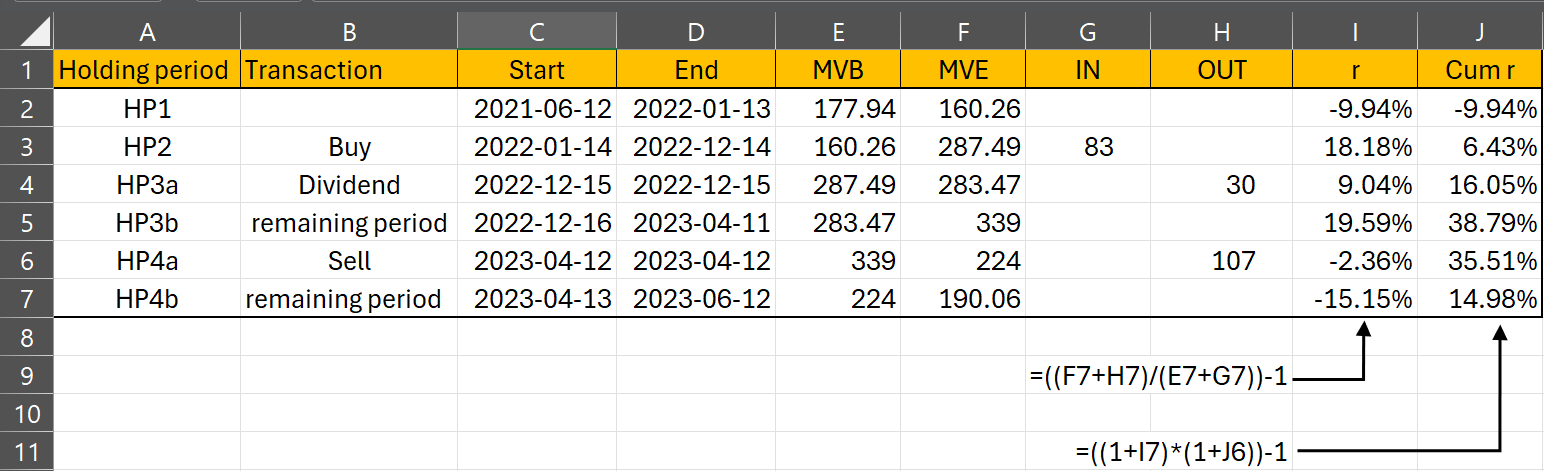 A B C D E F G H I J
1 Holding period Transaction Start End MVB MVE IN OUT r Cum r
2 HP1 2021-06-12 2022-01-13 177.94 160.26 -9.94% -9.94%
3 HP2 Buy 2022-01-14 2022-12-14 160.26 287.49 83 18.18% 6.43%
4 HP3a Dividend 2022-12-15 2022-12-15 287.49 283.47 30 9.04% 16.05%
5 HP3b remaining period 2022-12-16 2023-04-11 283.47 339 19.59% 38.79%
6 HP4a Sell 2023-04-12 2023-04-12 339 224 107 -2.36% 35.51%
7 HP4b remaining period 2023-04-13 2023-06-12 224 190.06 -15.15% 14.98%
8
9 =((F7+H7)/(E7+G7))-1
10
11 =((1+I7)*(1+J6))-1